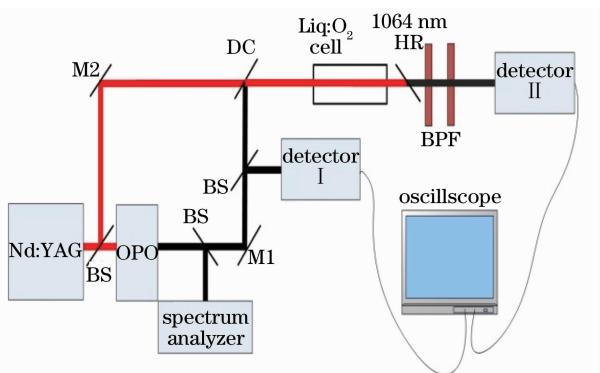 Liq:O₂
cell
1064 nm
HR
DC
M2
detector
II
BPF
detector
I
BS
oscillscope
BS
Nd:YAG
OPO
M1
BS
spectrum
analyzer